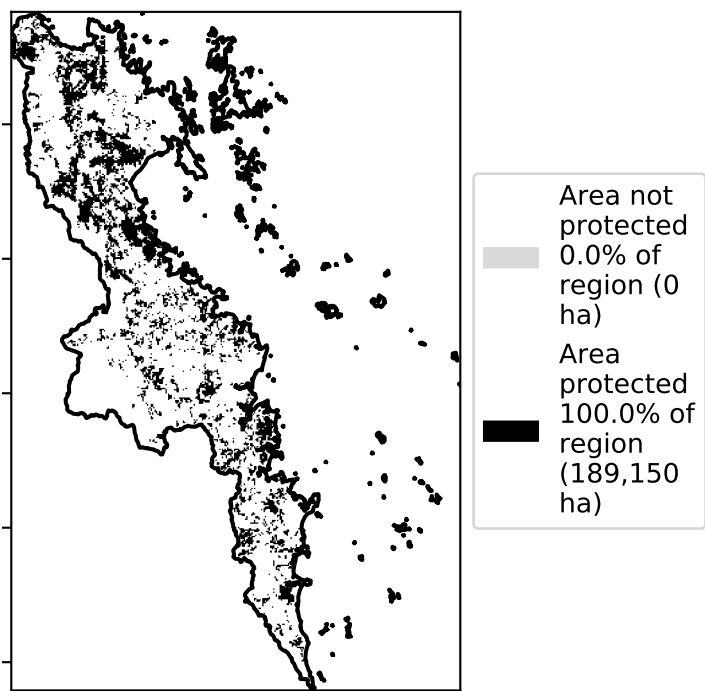 Area not
protected
0.0% of
region (0
ha)
Area
protected
100.0% of
region
(189,150
ha)